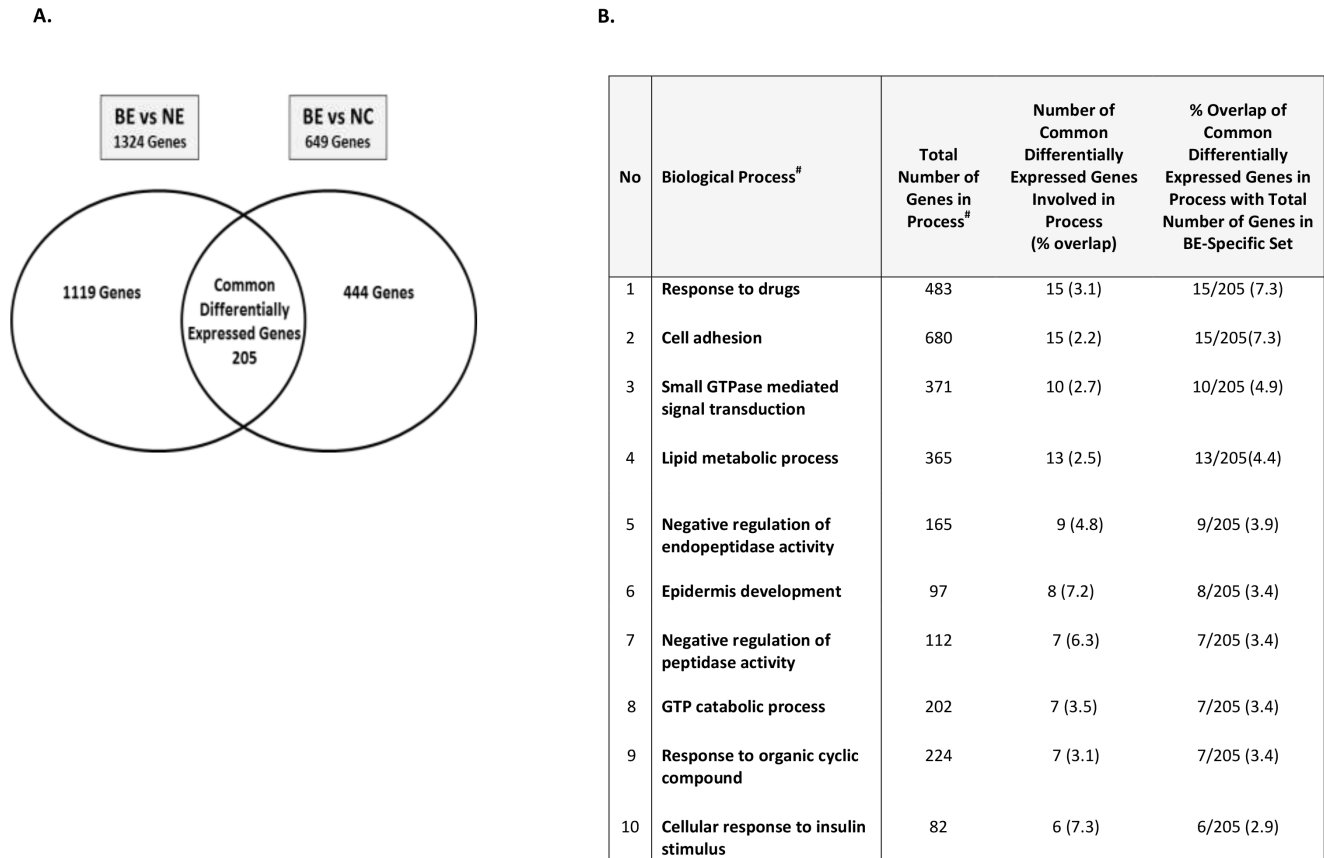 A.
B.
BE vs NE
1324 Genes
BE vs NC
649 Genes
1119 Genes
Common
Differentially
Expressed Genes
205
444 Genes
No
Biological Process#
Total
Number of
Genes in
Process#
Number of
Common
Differentially
Expressed Genes
Involved in
Process
(% overlap)
% Overlap of
Common
Differentially
Expressed Genes in
Process with Total
Number of Genes in
BE-Specific Set
1 Response to drugs 483 15 (3.1) 15/205 (7.3)
2 Cell adhesion 680 15 (2.2) 15/205(7.3)
3 Small GTPase mediated 371 10 (2.7) 10/205 (4.9)
signal transduction
4 Lipid metabolic process 365 13 (2.5) 13/205(4.4)
5 Negative regulation of 165 9 (4.8) 9/205 (3.9)
endopeptidase activity
6 Epidermis development 97 8 (7.2) 8/205 (3.4)
7 Negative regulation of 112 7 (6.3) 7/205 (3.4)
peptidase activity
8 GTP catabolic process 202 7 (3.5) 7/205 (3.4)
9 Response to organic cyclic 224 7 (3.1) 7/205 (3.4)
compound
10 Cellular response to insulin 82 6 (7.3) 6/205 (2.9)
stimulus